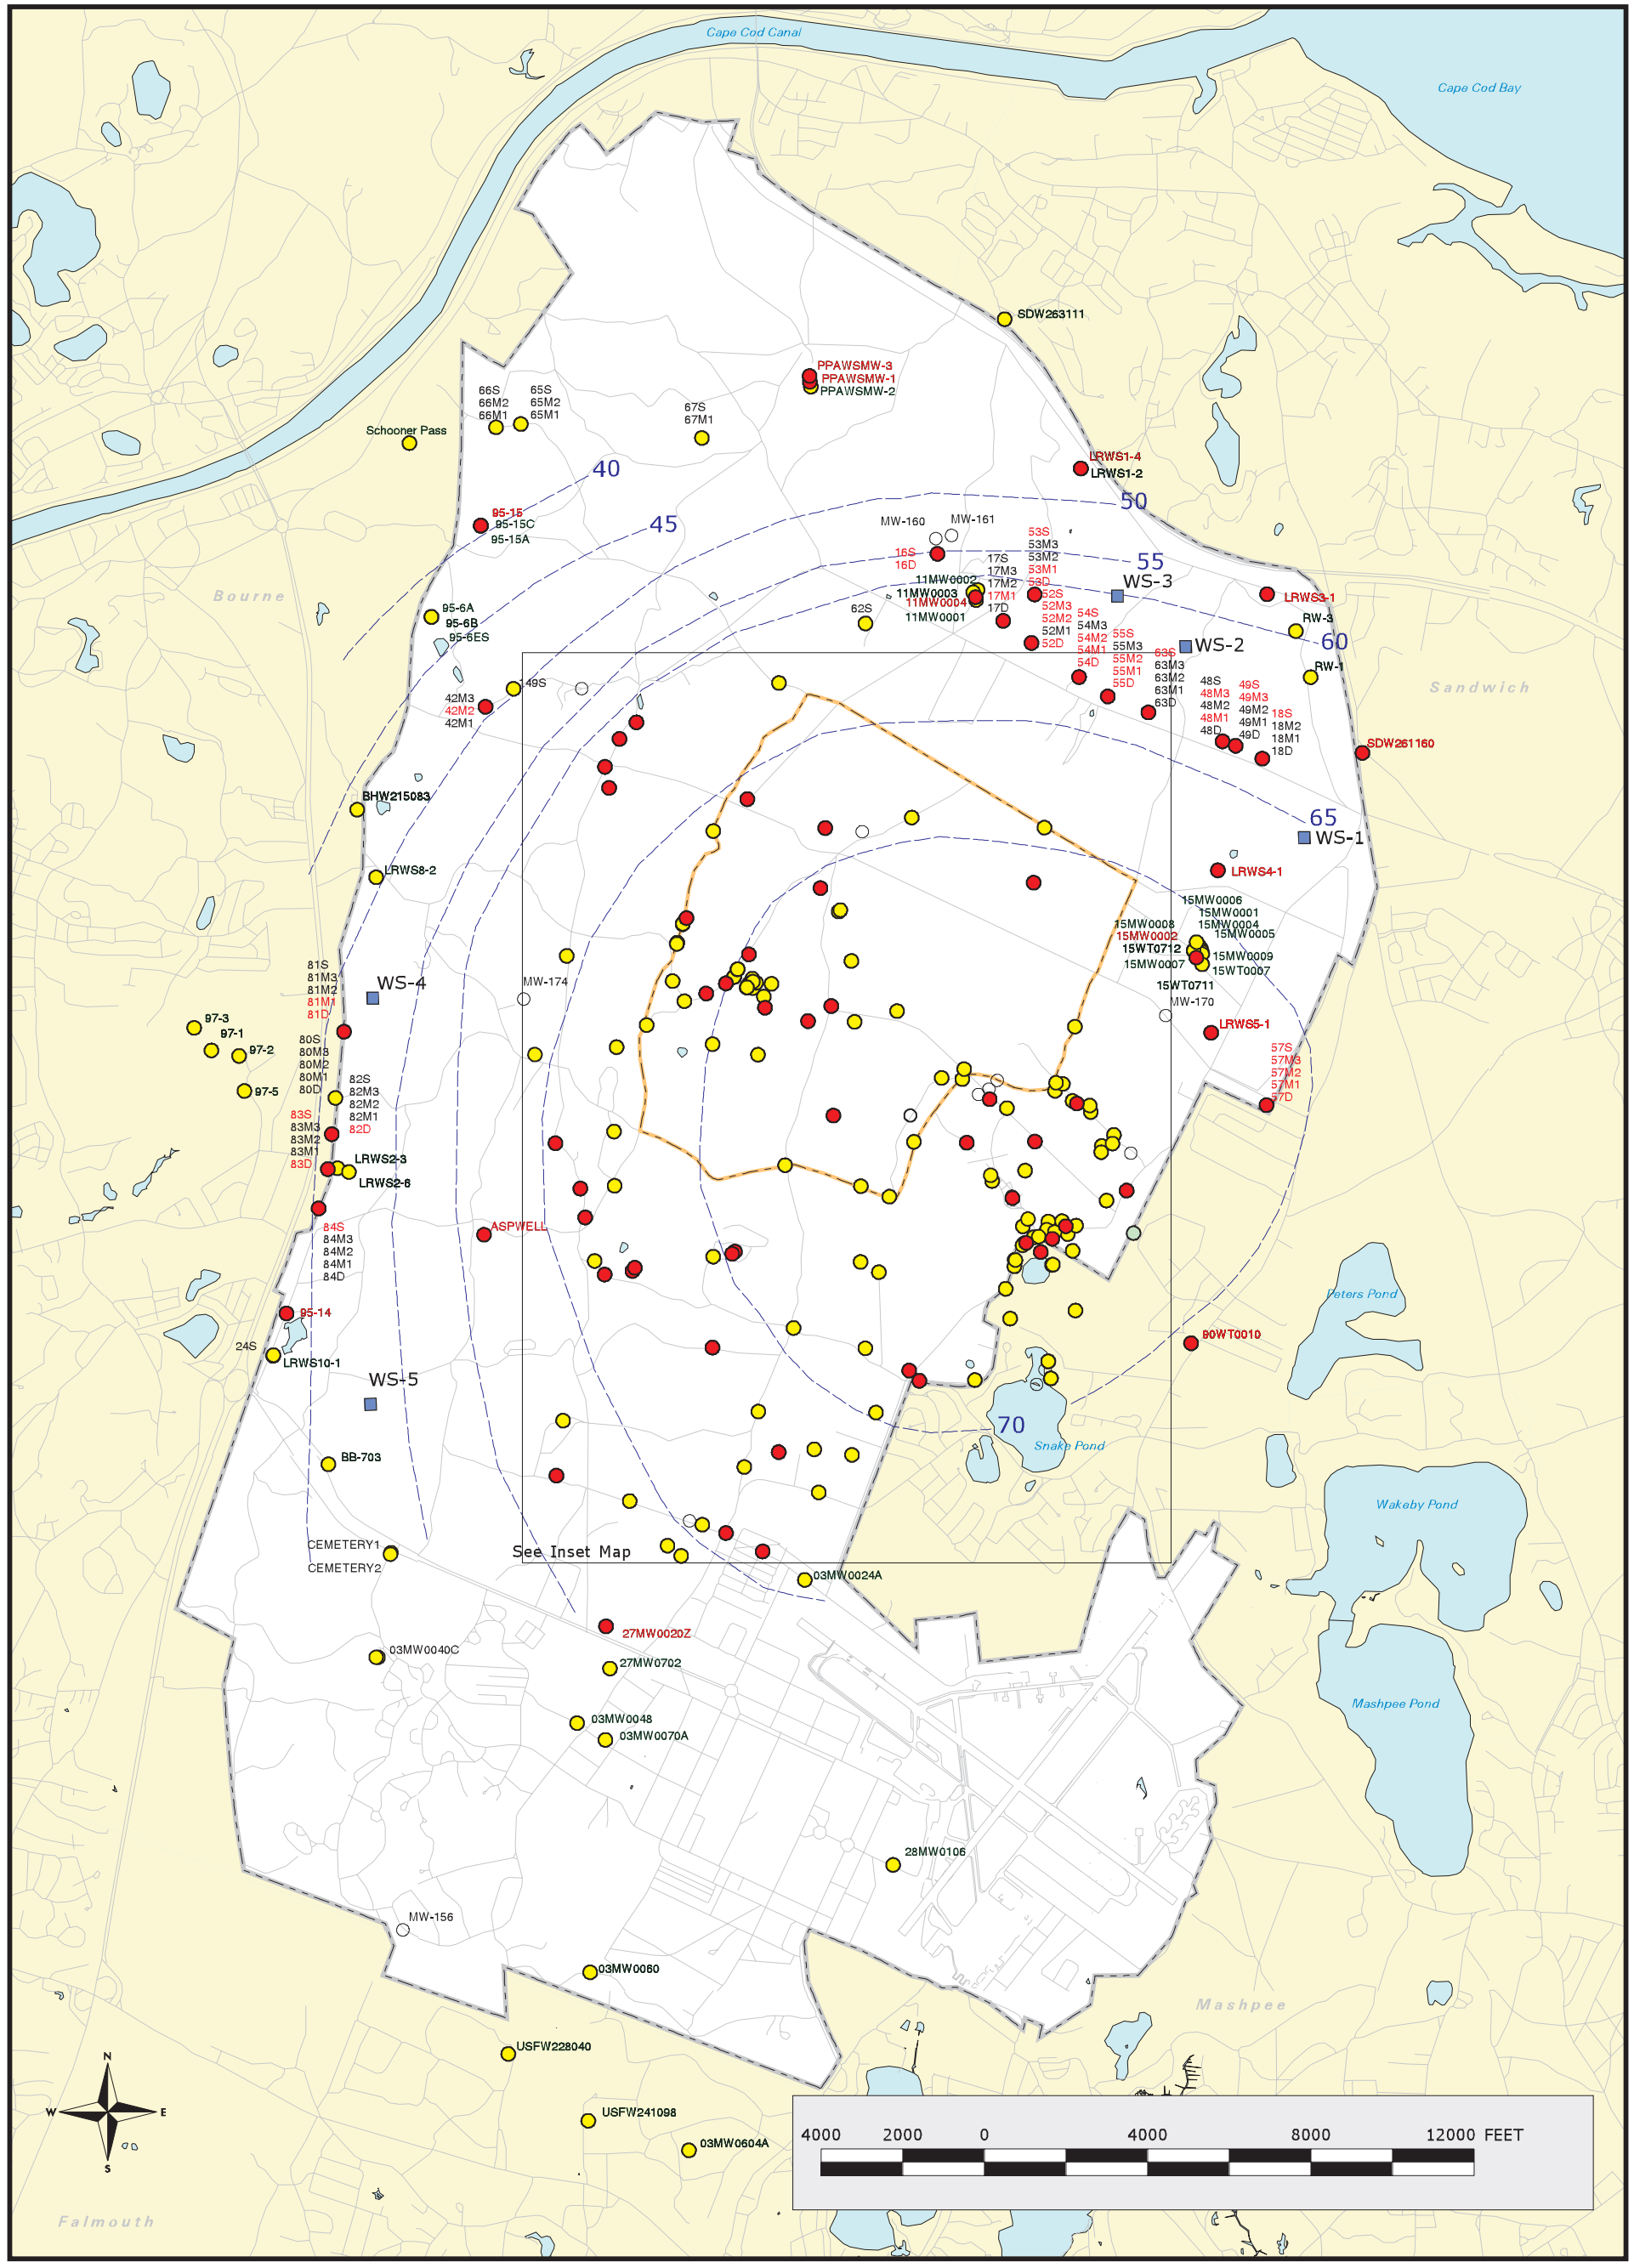 Cape Cod Canal
Cape Cod Bay
SDW263111
PPAWSMW-3
PPAWSMW-1
PPAWSMW-2
66S
66M2
66M1
65S
65M2
65M1
67S
67M1
Schooner Pass
LRWS1-4
LRWS1-2
40
45
50
55
60
65
70
95-15
95-15C
95-15A
MW-160
MW-161
16S
16D
53S
53M3
53M2
53M1
53D
17S
17M3
17M2
17M1
17D
11MW0002
11MW0003
11MW0004
11MW0001
WS-3
LRWS3-1
Bourne
95-6A
95-6B
95-6ES
62S
52S
52M3
52M2
52M1
52D
54S
54M3
54M2
54M1
54D
55S
55M3
55M2
55M1
55D
RW-3
WS-2
63S
63M3
63M2
63M1
63D
RW-1
Sandwich
149S
42M3
42M2
42M1
48S
48M3
48M2
48M1
48D
49S
49M3
49M2
49M1
49D
18S
18M2
18M1
18D
SDW261160
BHW215083
WS-1
LRWS8-2
LRWS4-1
15MW0006
15MW0001
15MW0004
15MW0005
15MW0008
15MW0002
15WT0712
15MW0007
15MW0009
15WT0007
15WT0711
MW-170
81S
81M3
81M2
81M1
81D
WS-4
MW-174
97-3
97-1
97-2
97-5
LRWS5-1
80S
80M3
80M2
80M1
80D
82S
82M3
82M2
82M1
82D
57S
57M3
57M2
57M1
57D
83S
83M3
83M2
83M1
83D
LRWS2-3
LRWS2-6
84S
84M3
84M2
84M1
84D
ASPWELL
95-14
24S
LRWS10-1
Peters Pond
90WT0010
WS-5
Snake Pond
BB-703
Wakeby Pond
See Inset Map
CEMETERY1
CEMETERY2
03MW0024A
27MW0020Z
03MW0040C
27MW0702
Mashpee Pond
03MW0048
03MW0070A
28MW0106
MW-156
03MW0060
Mashpee
USFW228040
USFW241098
03MW0604A
N
W
E
S
4000 2000 0 4000 8000 12000 FEET
Falmouth